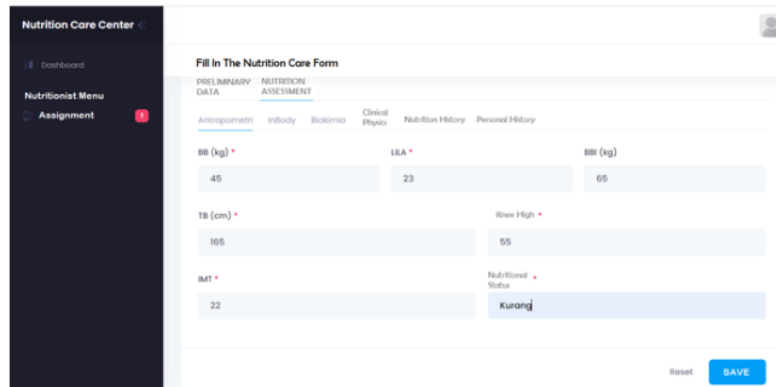 Nutrition Care Center
Dashboard
Fill In The Nutrition Care Form
PRELIMINARY DATA
NUTRITION ASSESSMENT
Nutritionist Menu
Assignment 1
Antropometri InBody Biokimia Clinical Physics Nutrition History Personal History
BB (kg) * LILA * BBI (kg)
45 23 65
TB (cm) * Knee High *
165 55
IMT * Nutritional Status *
22 Kurang
Reset SAVE